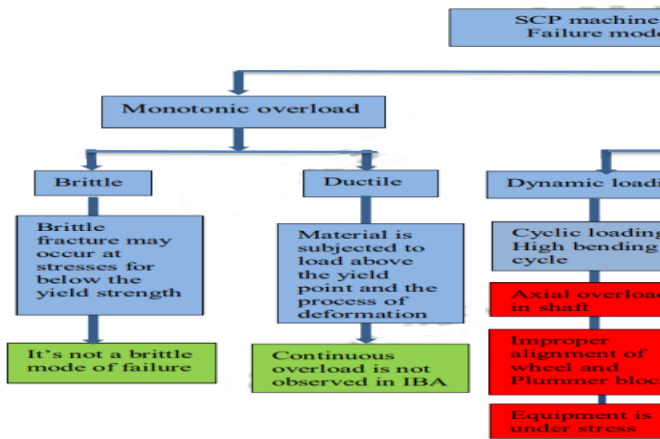 SCP machine
Failure mod
Monotonic overload
Brittle
Ductile
Dynamic loadi
Brittle
fracture may
occur at
stresses for
below the
yield strength
Material is
subjected to
load above
the yield
point and the
process of
deformation
Cyclic loading
High bending
cycle
Axial overloa
in shaft
It's not a brittle
mode of failure
Continuous
overload is not
observed in IBA
Improper
alignment of
wheel and
Plummer bloc
Equipment is
under stress